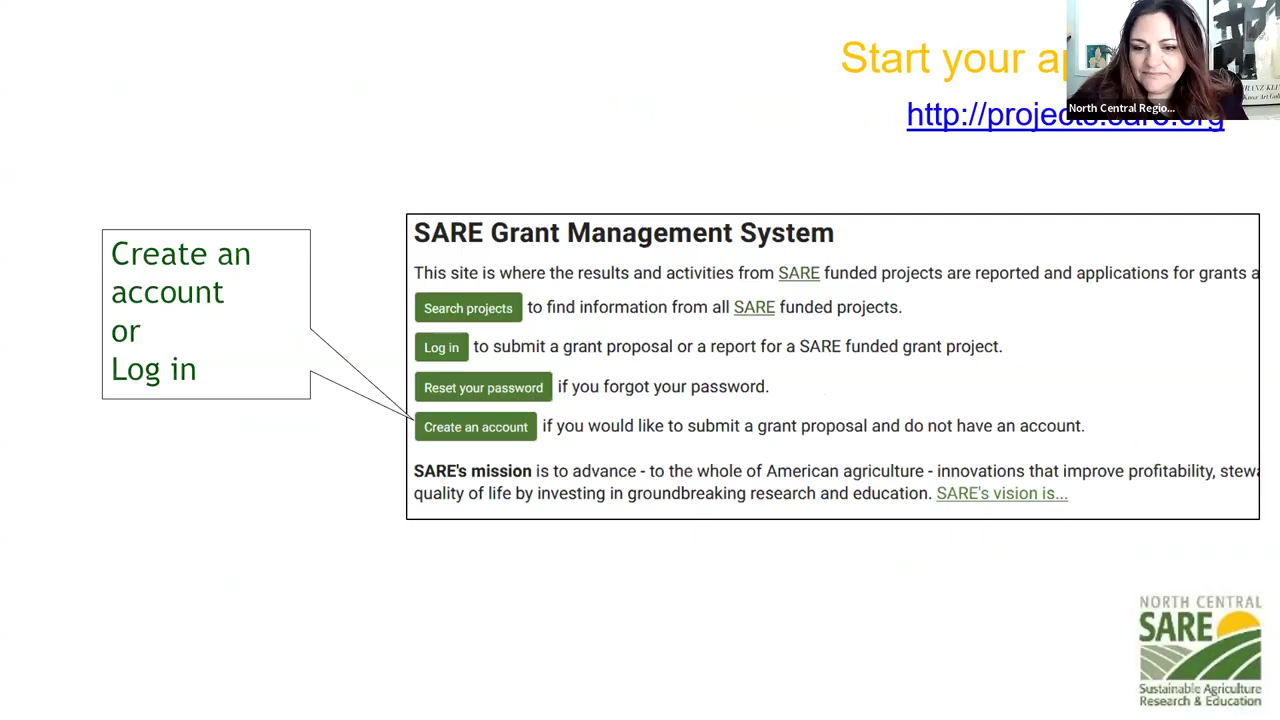 Start your
http://projects.sare.org
North Central Regio...
Create an
account
or
Log in
SARE Grant Management System
This site is where the results and activities from SARE funded projects are reported and applications for grants a
Search projects to find information from all SARE funded projects.
Log in to submit a grant proposal or a report for a SARE funded grant project.
Reset your password if you forgot your password.
Create an account if you would like to submit a grant proposal and do not have an account.
SARE's mission is to advance - to the whole of American agriculture - innovations that improve profitability, stew
quality of life by investing in groundbreaking research and education. SARE's vision is...
NORTH CENTRAL
SARE
Sustainable Agriculture
Research & Education